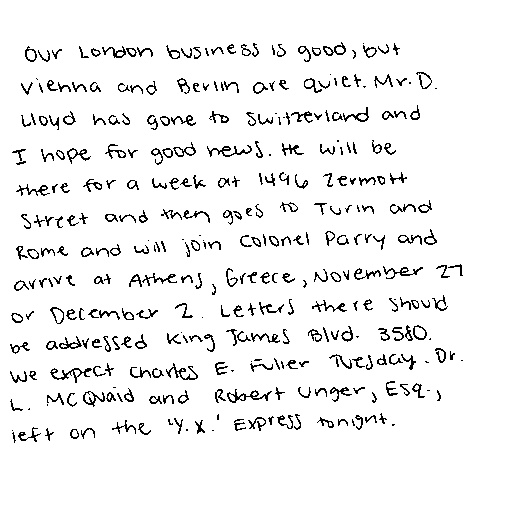 Our London business is good, but
Vienna and Berlin are quiet. Mr. D.
Lloyd has gone to Switzerland and
I hope for good news. He will be
there for a week at 1496 Zermott
Street and then goes to Turin and
Rome and will join Colonel Parry and
arrive at Athens, Greece, November 27
or December 2. Letters there should
be addressed King James Blvd. 3580.
We expect Charles E. Fuller Tuesday. Dr.
L. McQuaid and Robert Unger, Esq.,
left on the 'Y.X.' Express tonight.